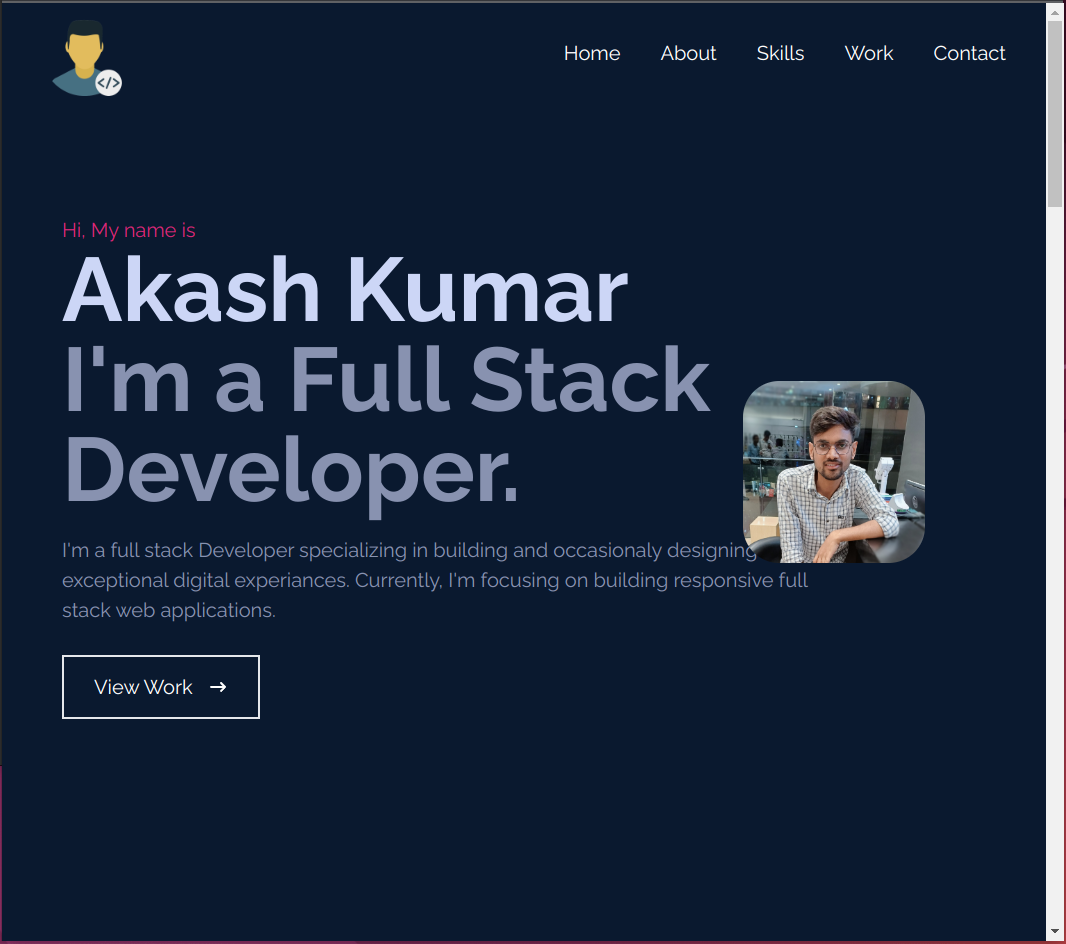 </>
Home About Skills Work Contact
Hi, My name is
Akash Kumar
I'm a Full Stack
Developer.
I'm a full stack Developer specializing in building and occasionaly designing
exceptional digital experiances. Currently, I'm focusing on building responsive full
stack web applications.
View Work →